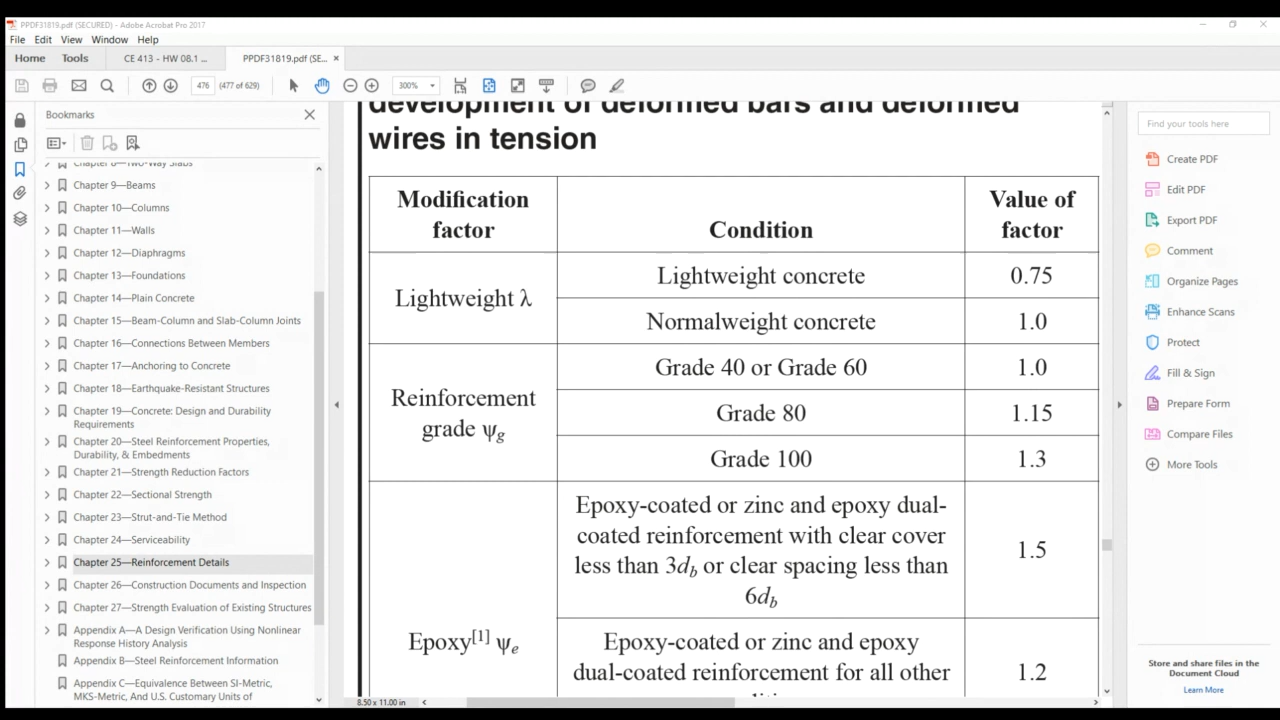 PPDF31819.pdf (SECURED) - Adobe Acrobat Pro 2017
File Edit View Window Help
Home Tools CE 413 - HW 08.1 ... PPDF31819.pdf (SE... ×
476 (477 of 629) 300%
Bookmarks
Chapter 8—Two-Way Slabs
Chapter 9—Beams
Chapter 10—Columns
Chapter 11—Walls
Chapter 12—Diaphragms
Chapter 13—Foundations
Chapter 14—Plain Concrete
Chapter 15—Beam-Column and Slab-Column Joints
Chapter 16—Connections Between Members
Chapter 17—Anchoring to Concrete
Chapter 18—Earthquake-Resistant Structures
Chapter 19—Concrete: Design and Durability
Requirements
Chapter 20—Steel Reinforcement Properties,
Durability, & Embedments
Chapter 21—Strength Reduction Factors
Chapter 22—Sectional Strength
Chapter 23—Strut-and-Tie Method
Chapter 24—Serviceability
Chapter 25—Reinforcement Details
Chapter 26—Construction Documents and Inspection
Chapter 27—Strength Evaluation of Existing Structures
Appendix A—A Design Verification Using Nonlinear
Response History Analysis
Appendix B—Steel Reinforcement Information
Appendix C—Equivalence Between SI-Metric,
MKS-Metric, And U.S. Customary Units of
development of deformed bars and deformed
wires in tension
Modification
factor
Condition
Value of
factor
Lightweight λ
Lightweight concrete
0.75
Normalweight concrete
1.0
Reinforcement
grade ψg
Grade 40 or Grade 60
1.0
Grade 80
1.15
Grade 100
1.3
Epoxy[1] ψe
Epoxy-coated or zinc and epoxy dual-
coated reinforcement with clear cover
less than 3db or clear spacing less than
6db
1.5
Epoxy-coated or zinc and epoxy
dual-coated reinforcement for all other
1.2
8.50 x 11.00 in
Find your tools here
Create PDF
Edit PDF
Export PDF
Comment
Organize Pages
Enhance Scans
Protect
Fill & Sign
Prepare Form
Compare Files
More Tools
Store and share files in the
Document Cloud
Learn More